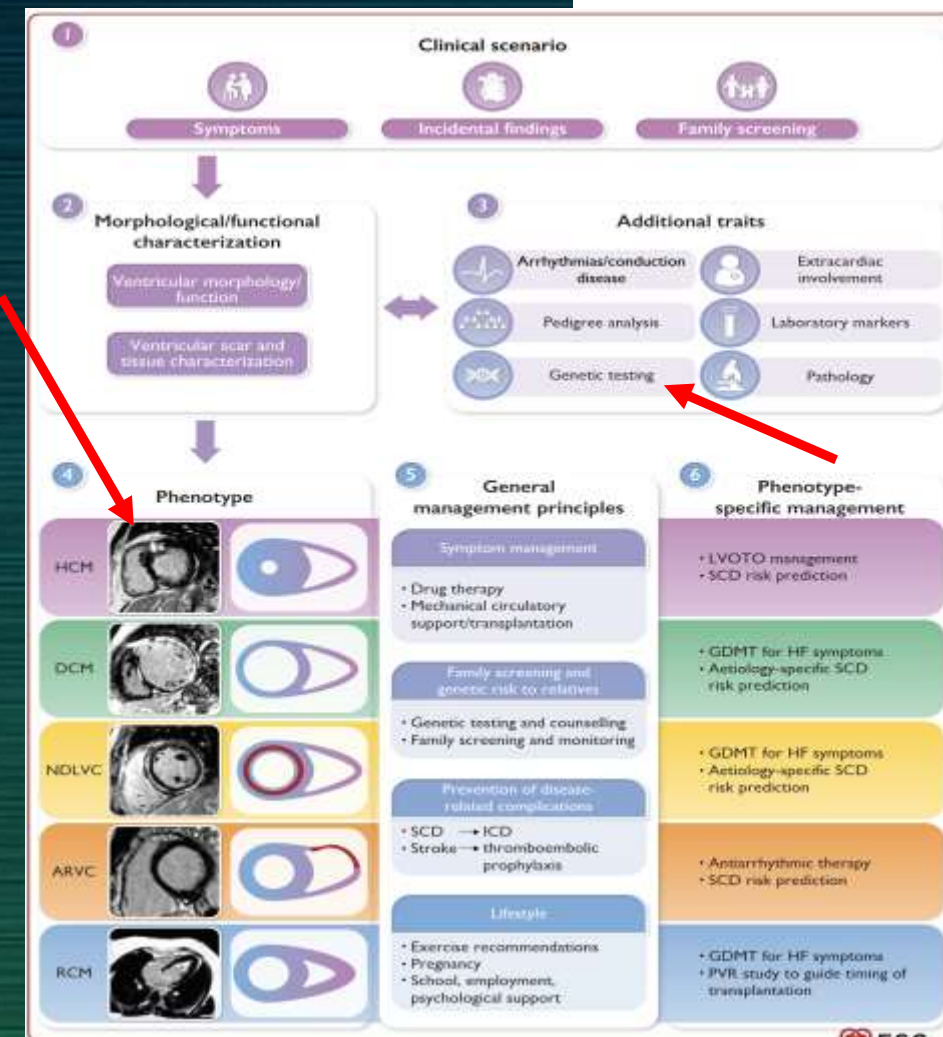 1
Clinical scenario
Symptoms
Incidental findings
Family screening
2
Morphological/functional
characterization
Ventricular morphology/
function
Ventricular scar and
tissue characterization
3
Additional traits
Arrhythmias/conduction
disease
Extracardiac
involvement
Pedigree analysis
Laboratory markers
Genetic testing
Pathology
4
Phenotype
HCM
DCM
NDLVC
ARVC
RCM
5
General
management principles
Symptom management
• Drug therapy
• Mechanical circulatory
support/transplantation
Family screening and
genetic risk to relatives
• Genetic testing and counselling
• Family screening and monitoring
Prevention of disease-
related complications
• SCD → ICD
• Stroke → thromboembolic
prophylaxis
Lifestyle
• Exercise recommendations
• Pregnancy
• School, employment,
psychological support
6
Phenotype-
specific management
• LVOTO management
• SCD risk prediction
• GDMT for HF symptoms
• Aetiology-specific SCD
risk prediction
• GDMT for HF symptoms
• Aetiology-specific SCD
risk prediction
• Antiarrhythmic therapy
• SCD risk prediction
• GDMT for HF symptoms
• PVR study to guide timing of
transplantation